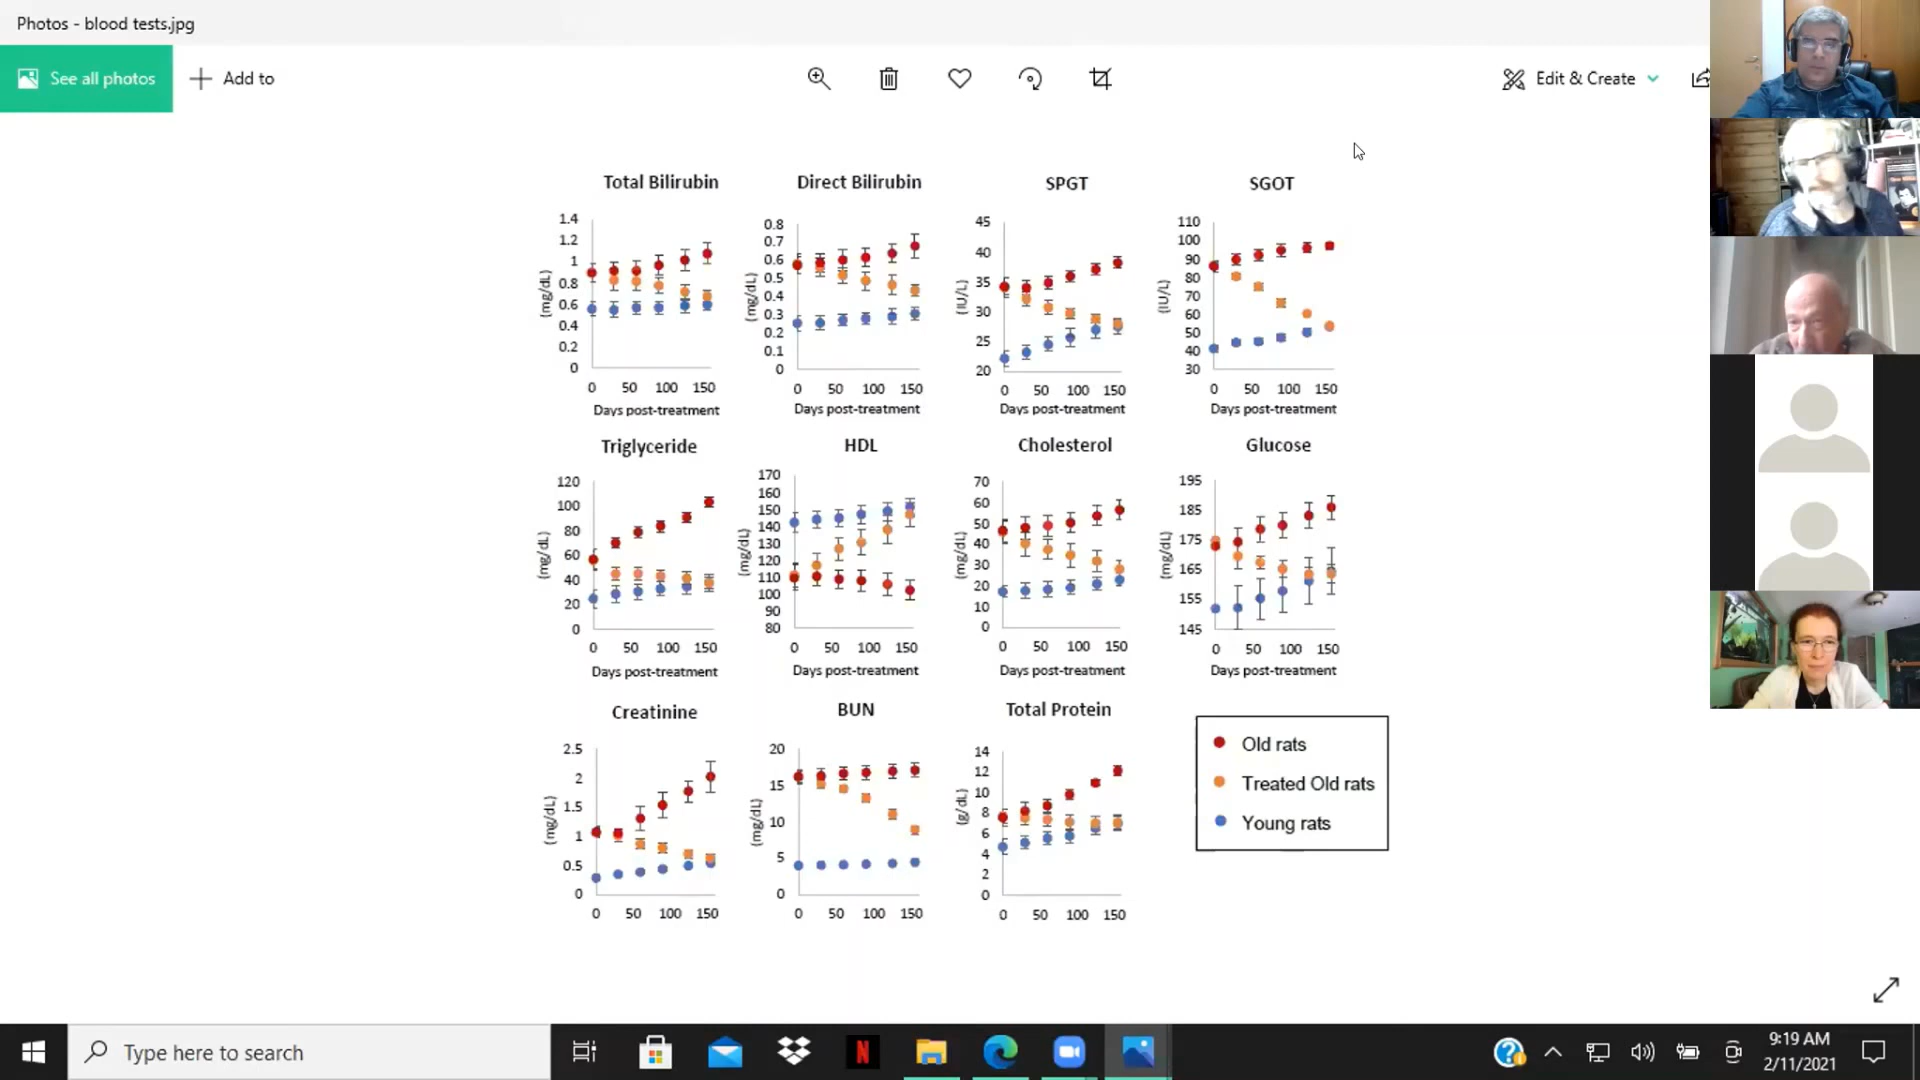 Photos - blood tests.jpg
See all photos
Add to
Edit & Create
Total Bilirubin
1.4
1.2
1
0.8
0.6
0.4
0.2
0
(mg/dL)
0 50 100 150
Days post-treatment
Direct Bilirubin
0.8
0.7
0.6
0.5
0.4
0.3
0.2
0.1
0
(mg/dL)
0 50 100 150
Days post-treatment
SPGT
45
40
35
30
25
20
(IU/L)
0 50 100 150
Days post-treatment
SGOT
110
100
90
80
70
60
50
40
30
(IU/L)
0 50 100 150
Days post-treatment
Triglyceride
120
100
80
60
40
20
0
(mg/dL)
0 50 100 150
Days post-treatment
HDL
170
160
150
140
130
120
110
100
90
80
(mg/dL)
0 50 100 150
Days post-treatment
Cholesterol
70
60
50
40
30
20
10
0
(mg/dL)
0 50 100 150
Days post-treatment
Glucose
195
185
175
165
155
145
(mg/dL)
0 50 100 150
Days post-treatment
Creatinine
2.5
2
1.5
1
0.5
0
(mg/dL)
0 50 100 150
BUN
20
15
10
5
0
(mg/dL)
0 50 100 150
Total Protein
14
12
10
8
6
4
2
0
(g/dL)
0 50 100 150
Old rats
Treated Old rats
Young rats
Type here to search
N
9:19 AM
2/11/2021